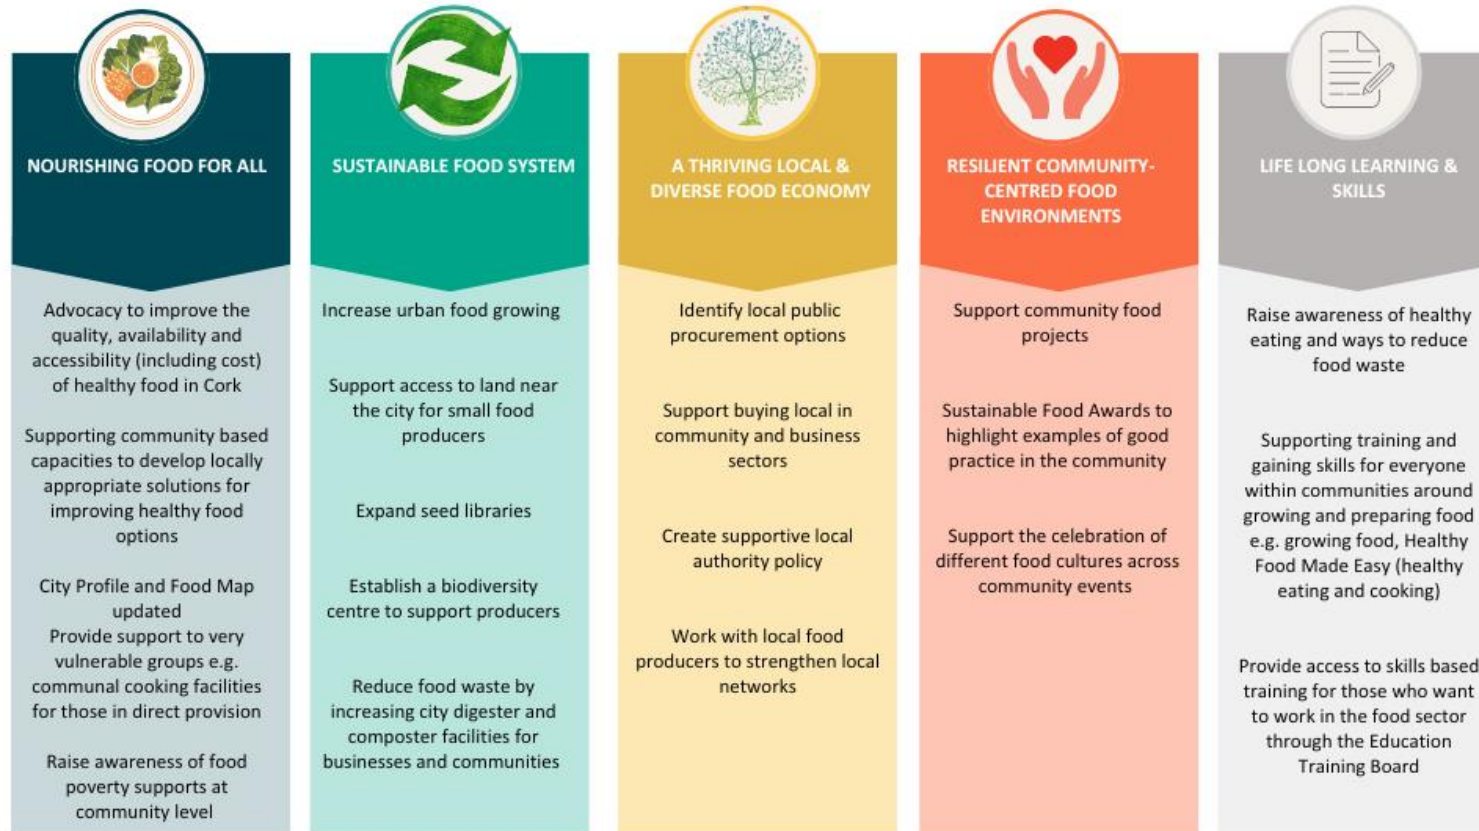 NOURISHING FOOD FOR ALL
Advocacy to improve the
quality, availability and
accessibility (including cost)
of healthy food in Cork
Supporting community based
capacities to develop locally
appropriate solutions for
improving healthy food
options
City Profile and Food Map
updated
Provide support to very
vulnerable groups e.g.
communal cooking facilities
for those in direct provision
Raise awareness of food
poverty supports at
community level
SUSTAINABLE FOOD SYSTEM
Increase urban food growing
Support access to land near
the city for small food
producers
Expand seed libraries
Establish a biodiversity
centre to support producers
Reduce food waste by
increasing city digester and
composter facilities for
businesses and communities
A THRIVING LOCAL &
DIVERSE FOOD ECONOMY
Identify local public
procurement options
Support buying local in
community and business
sectors
Create supportive local
authority policy
Work with local food
producers to strengthen local
networks
RESILIENT COMMUNITY-
CENTRED FOOD
ENVIRONMENTS
Support community food
projects
Sustainable Food Awards to
highlight examples of good
practice in the community
Support the celebration of
different food cultures across
community events
LIFE LONG LEARNING &
SKILLS
Raise awareness of healthy
eating and ways to reduce
food waste
Supporting training and
gaining skills for everyone
within communities around
growing and preparing food
e.g. growing food, Healthy
Food Made Easy (healthy
eating and cooking)
Provide access to skills based
training for those who want
to work in the food sector
through the Education
Training Board